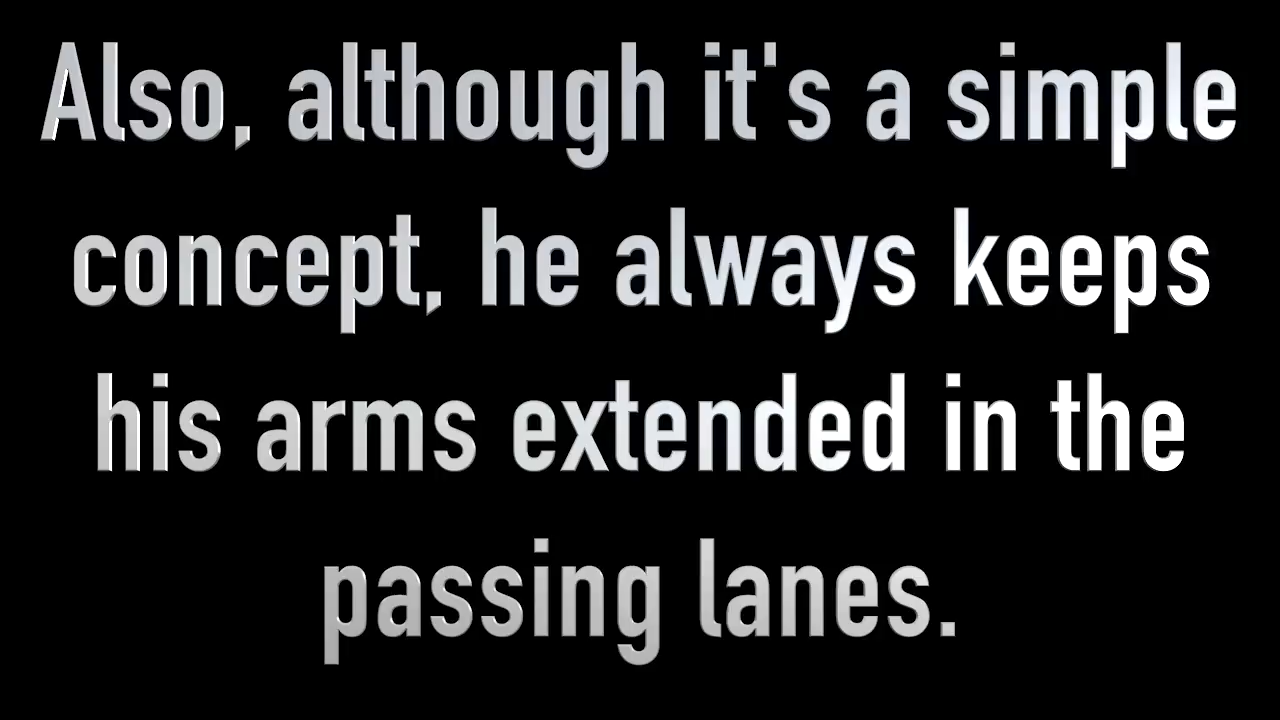 Also, although it's a simple
concept, he always keeps
his arms extended in the
passing lanes.